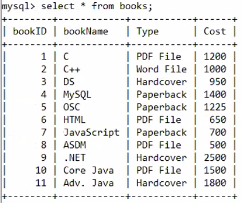 mysql> select * from books;
+--------+------------+-----------+------+
| bookID | bookName   | Type      | Cost |
+--------+------------+-----------+------+
|      1 | C          | PDF File  | 1200 |
|      2 | C++        | Word File | 1000 |
|      3 | DS         | Hardcover |  950 |
|      4 | MySQL      | Paperback | 1400 |
|      5 | OSC        | Paperback | 1225 |
|      6 | HTML       | PDF File  |  650 |
|      7 | JavaScript | Paperback |  700 |
|      8 | ASDM       | PDF File  |  500 |
|      9 | .NET       | Hardcover | 2500 |
|     10 | Core Java  | PDF File  | 1500 |
|     11 | Adv. Java  | Hardcover | 1800 |
+--------+------------+-----------+------+